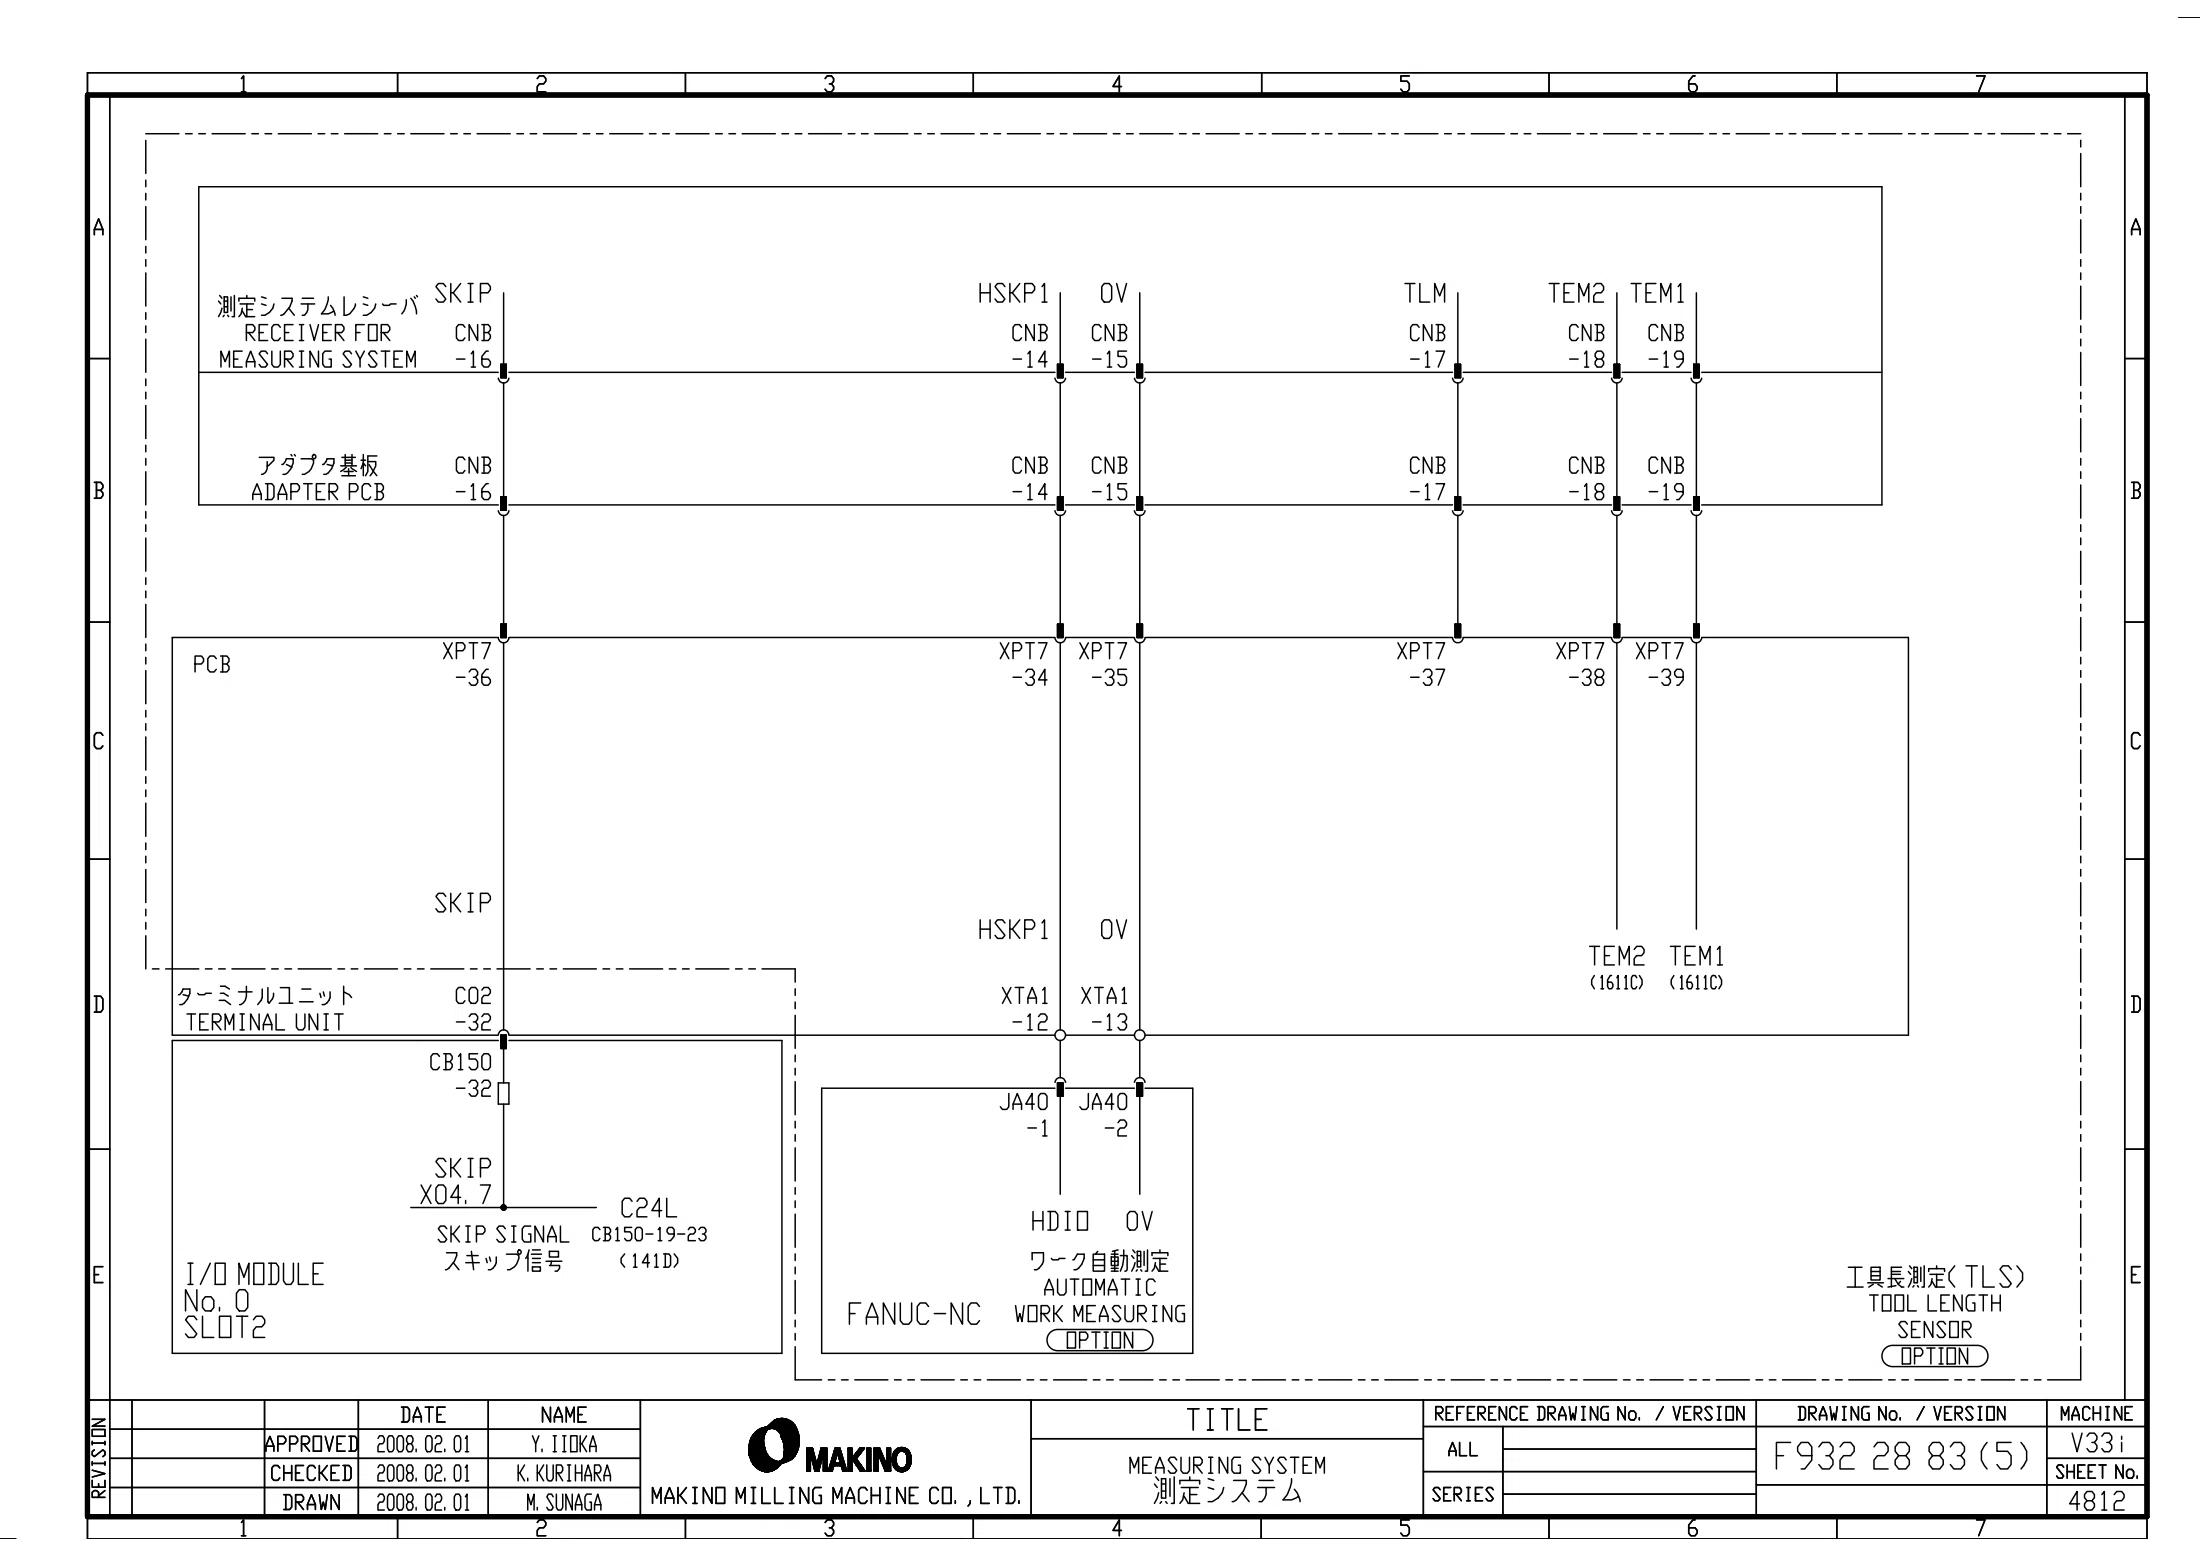 1 2 3 4 5 6 7
A A
測定システムレシーバ
RECEIVER FOR
MEASURING SYSTEM
SKIP HSKP1 0V TLM TEM2 TEM1
CNB CNB CNB CNB CNB CNB
-16 -14 -15 -17 -18 -19
アダプタ基板
ADAPTER PCB
CNB CNB CNB CNB CNB CNB
-16 -14 -15 -17 -18 -19
B B
PCB
XPT7 XPT7 XPT7 XPT7 XPT7 XPT7
-36 -34 -35 -37 -38 -39
C C
SKIP
HSKP1 0V
TEM2 TEM1
(1611C) (1611C)
D D
ターミナルユニット
TERMINAL UNIT
C02 XTA1 XTA1
-32 -12 -13
CB150
-32
JA40 JA40
-1 -2
SKIP
X04.7
C24L
SKIP SIGNAL CB150-19-23
スキップ信号 (141D)
HDI0 0V
ワーク自動測定
AUTOMATIC
WORK MEASURING
OPTION
E E
I/O MODULE
No. 0
SLOT2
FANUC-NC
工具長測定(TLS)
TOOL LENGTH
SENSOR
OPTION
REVISION
DATE NAME
APPROVED 2008.02.01 Y. IIOKA
CHECKED 2008.02.01 K. KURIHARA
DRAWN 2008.02.01 M. SUNAGA
MAKINO
MAKINO MILLING MACHINE CO.,LTD.
TITLE
MEASURING SYSTEM
測定システム
REFERENCE DRAWING No. / VERSION
ALL
SERIES
DRAWING No. / VERSION
F932 28 83(5)
MACHINE
V33i
SHEET No.
4812
1 2 3 4 5 6 7